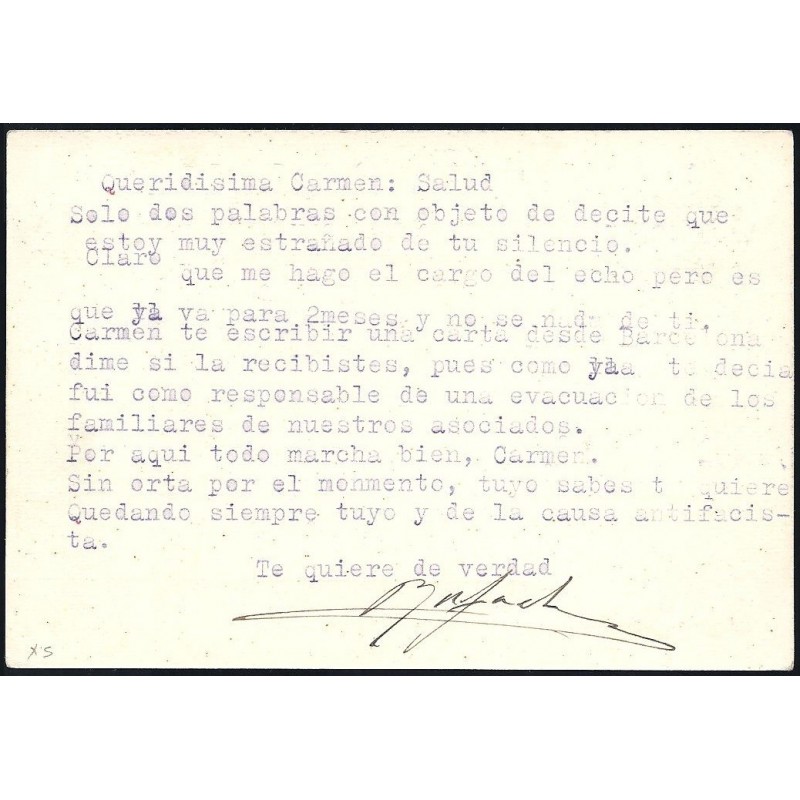 Queridisima Carmen: Salud
Solo dos palabras con objeto de decite que
estoy muy estrañado de tu silencio.
Claro
que me hago el cargo del echo pero es
que ya va para 2meses y no se nada de ti.
Carmen te escribir una carta desde Barcelona
dime si la recibistes, pues como ya te decia
fui como responsable de una evacuacion de los
familiares de nuestros asociados.
y
Por aqui todo marcha bien, Carmen.
Sin orta por el monmento, tuyo sabes t quiere
Quedando siempre tuyo y de la causa antifacis-
ta.
Te quiere de verdad
Rafael
xs